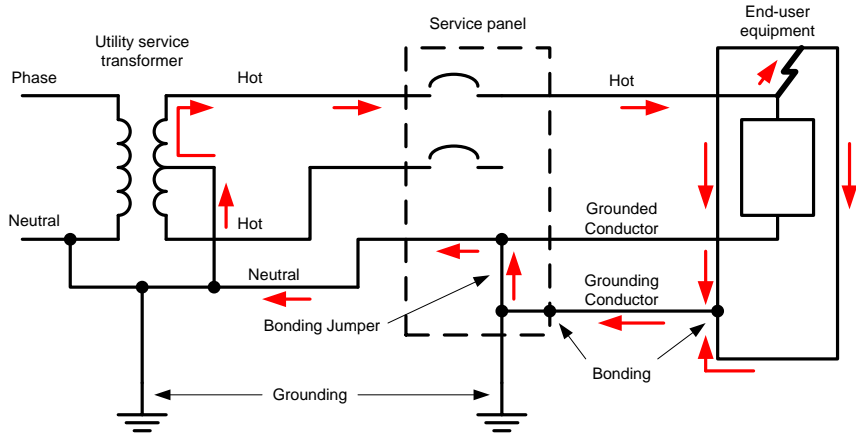 End-user
equipment
Service panel
Utility service
transformer
Phase
Hot
Hot
Neutral
Hot
Grounded
Conductor
Neutral
Grounding
Conductor
Bonding Jumper
Bonding
Grounding